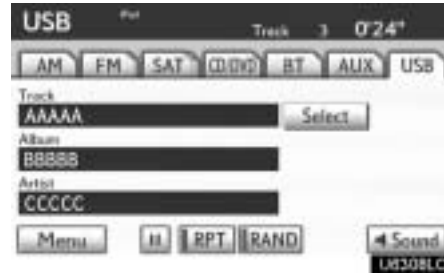 USB Track 3 0'24"
AM FM SAT CD/DVD BT AUX USB
Track
AAAAA Select
Album
BBBBB
Artist
CCCCC
Menu II RPT RAND Sound